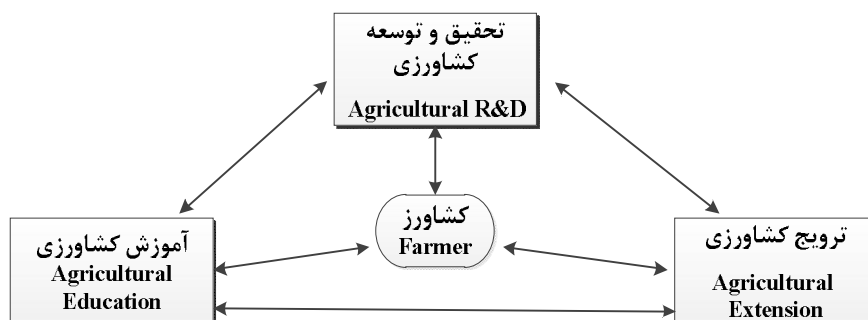 تحقیق و توسعه
کشاورزی
Agricultural R&D
کشاورز
Farmer
آموزش کشاورزی
Agricultural
Education
ترویج کشاورزی
Agricultural
Extension